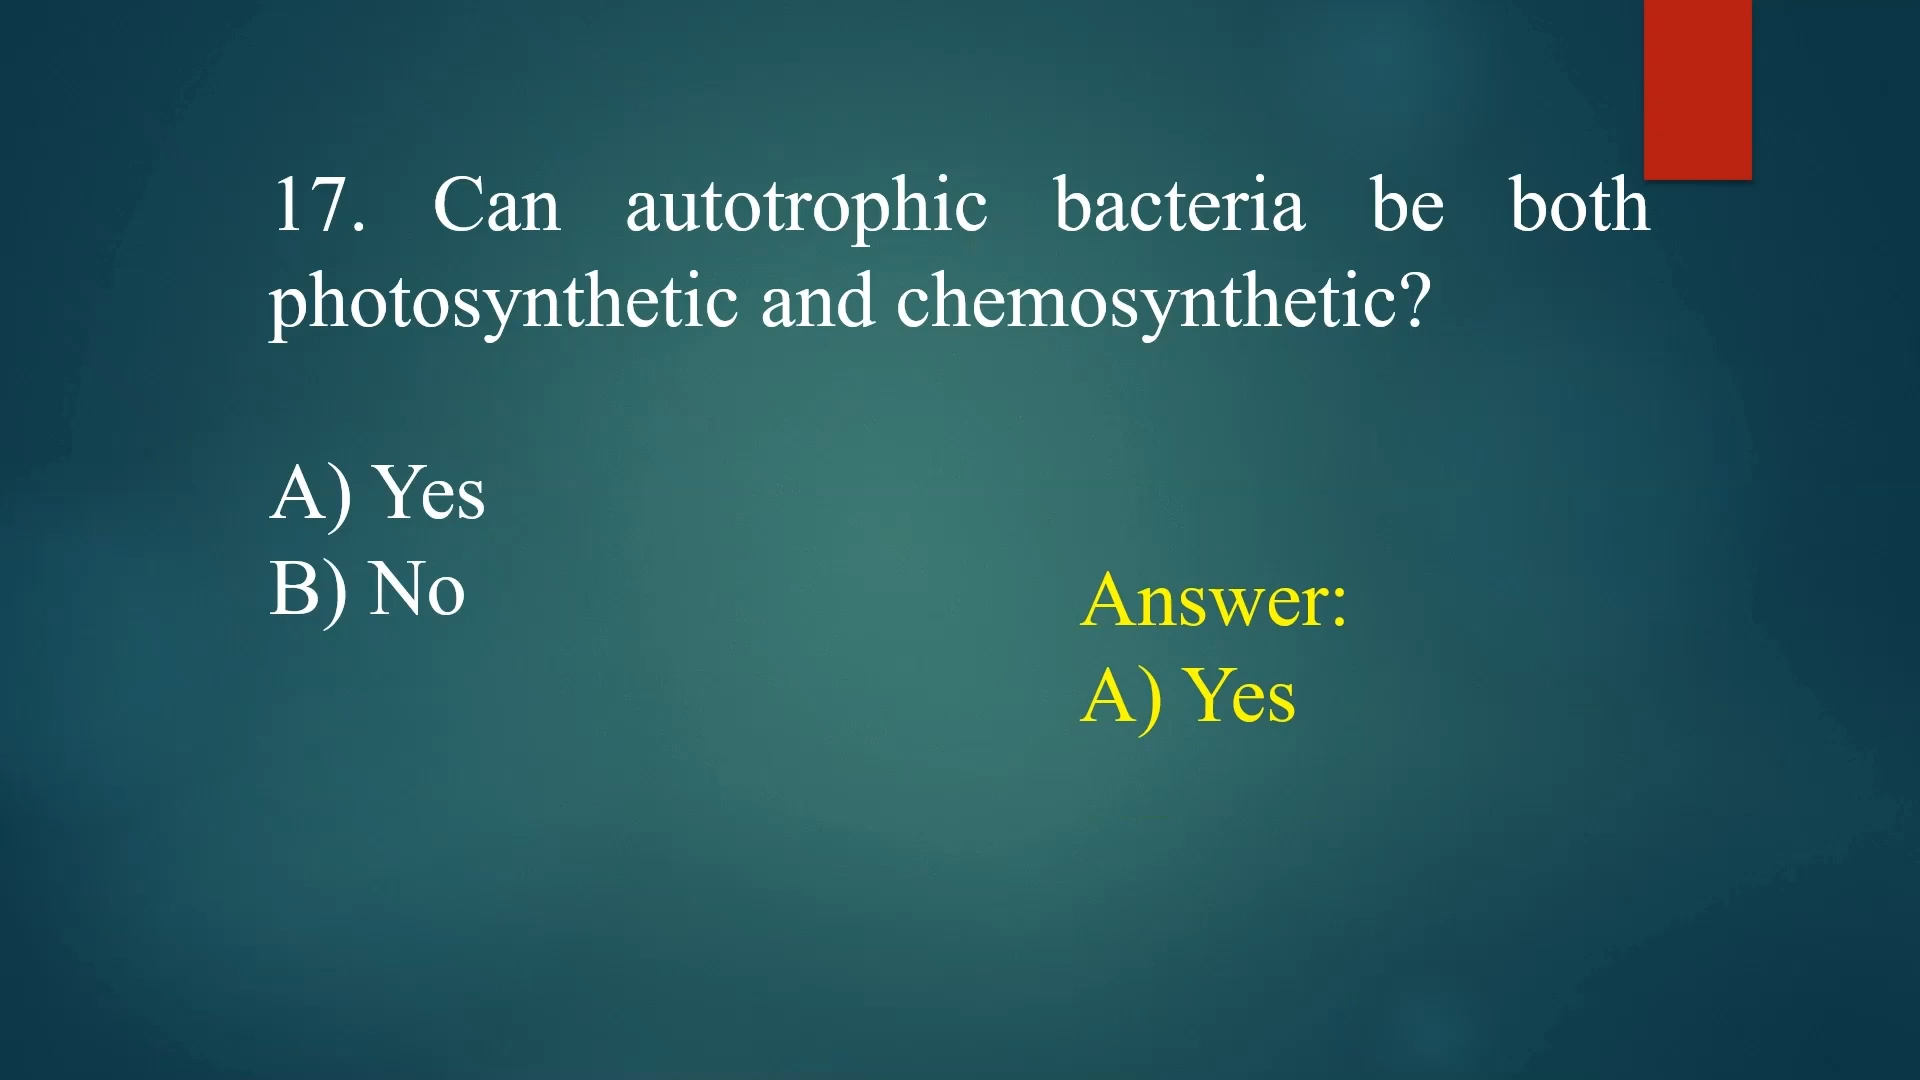 17. Can autotrophic bacteria be both
photosynthetic and chemosynthetic?
A) Yes
B) No
Answer:
A) Yes